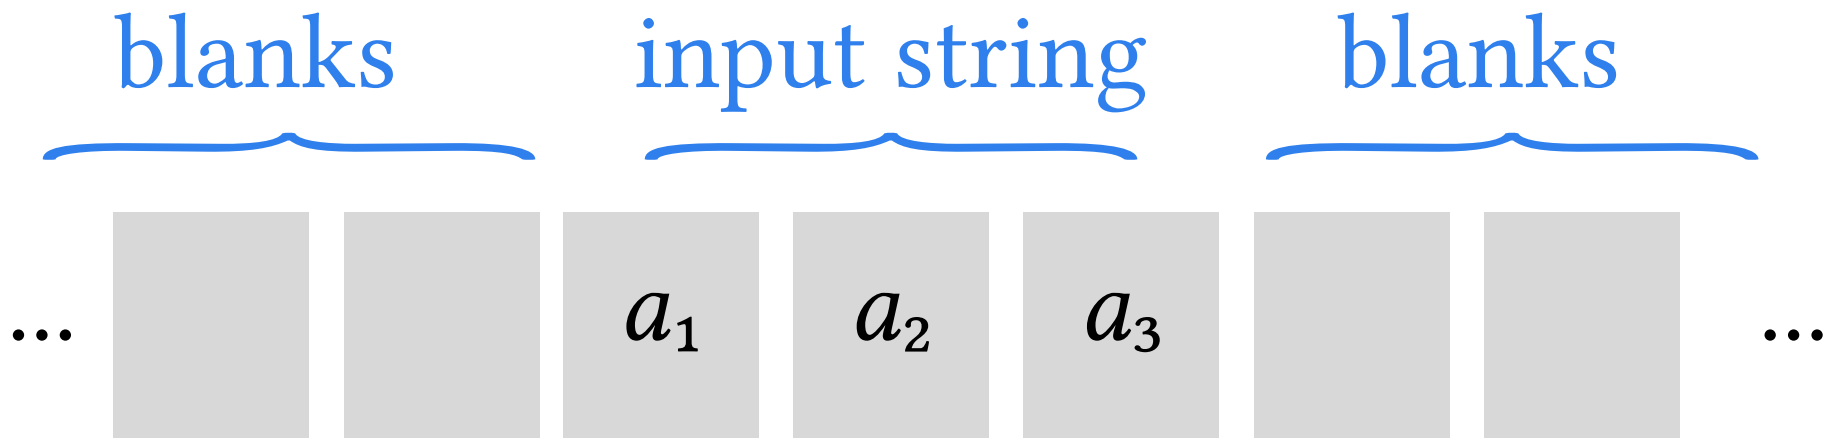 blanks input string blanks
... a₁ a₂ a₃ ...